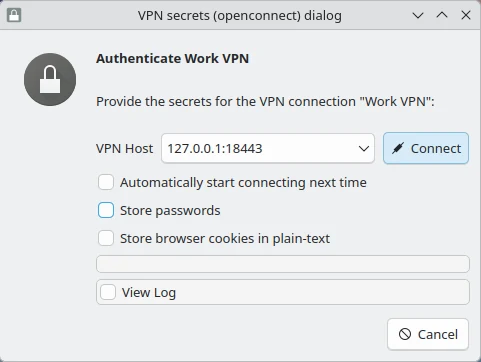 VPN secrets (openconnect) dialog
Authenticate Work VPN
Provide the secrets for the VPN connection "Work VPN":
VPN Host 127.0.0.1:18443 Connect
Automatically start connecting next time
Store passwords
Store browser cookies in plain-text
View Log
Cancel